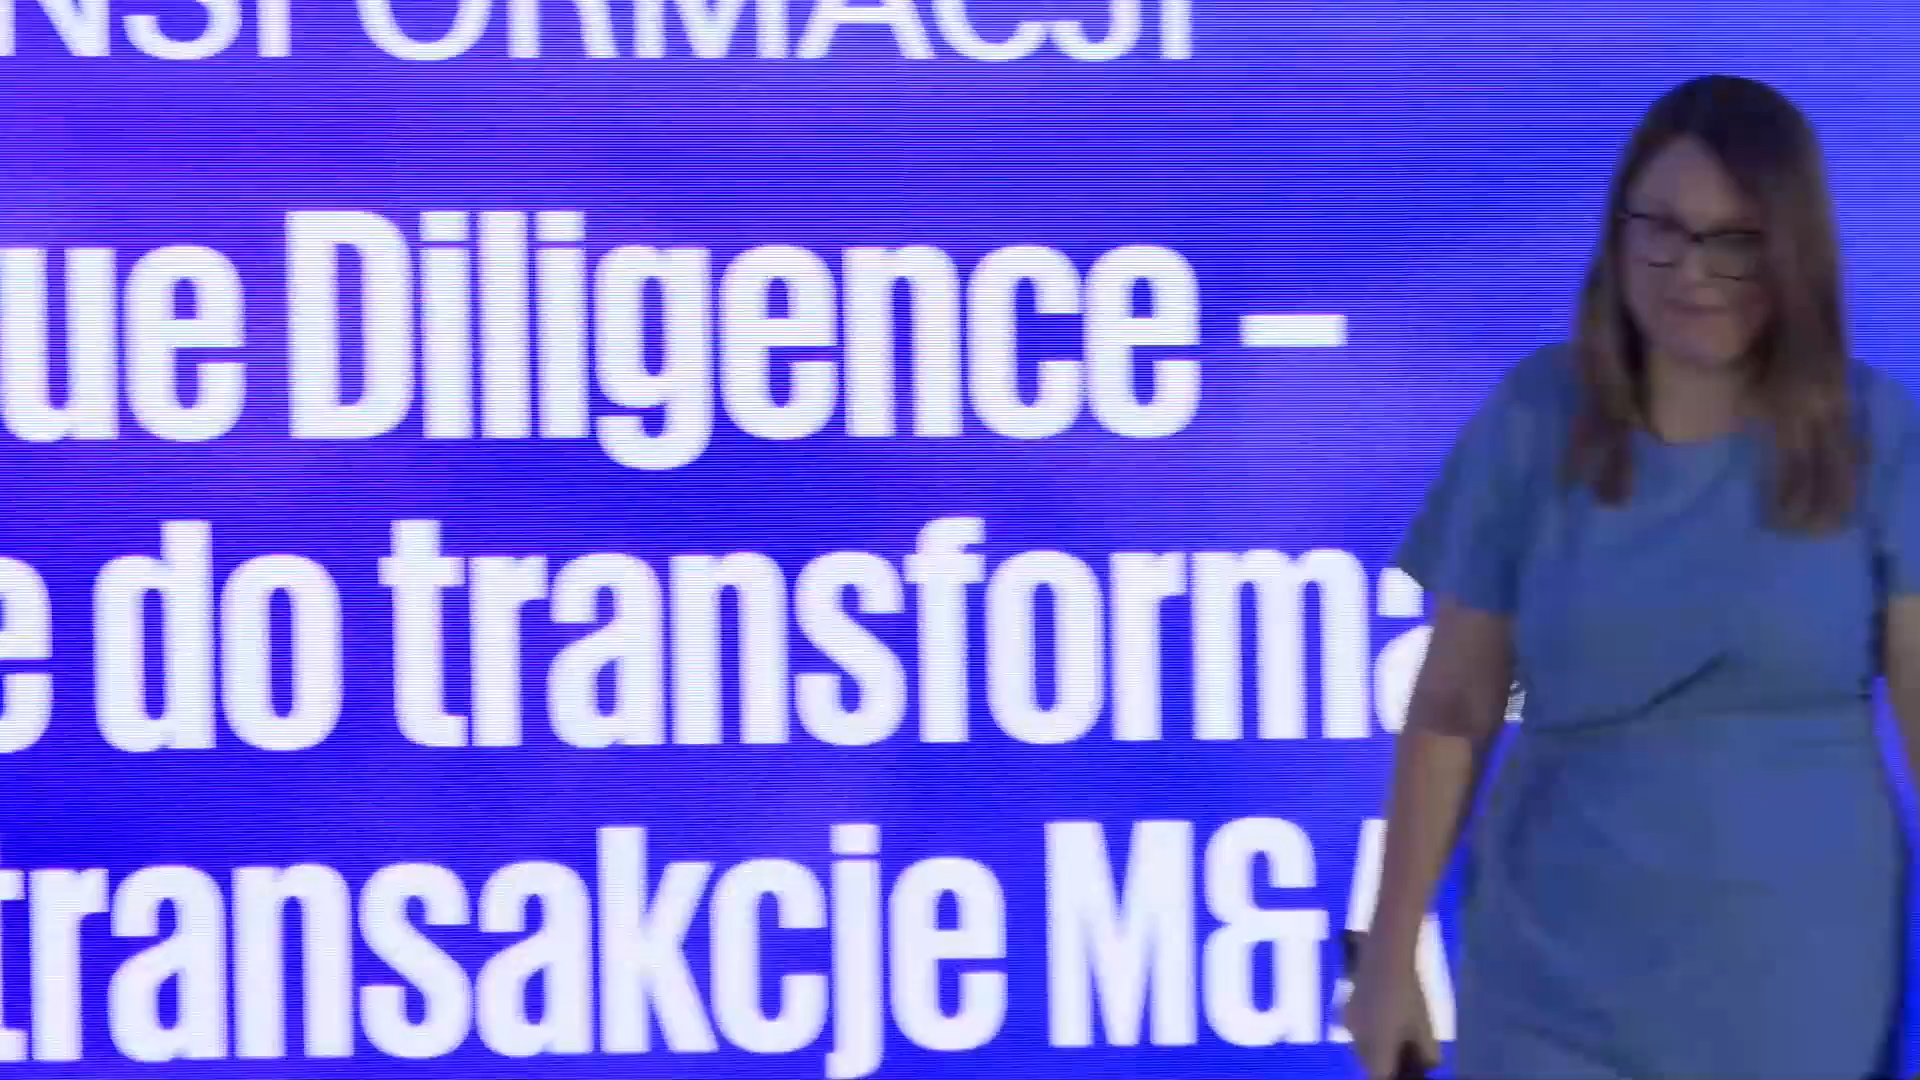 NSFORMACJI
ue Diligence –
e do transforma
transakcje M&A